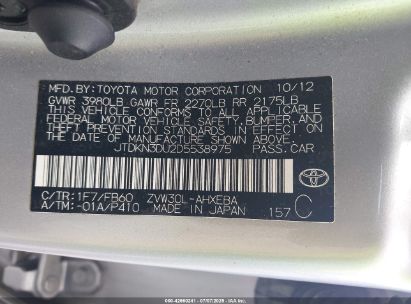 MFD. BY: TOYOTA MOTOR CORPORATION 10/12
GVWR 3980LB GAWR FR 2270LB RR 2175LB
THIS VEHICLE CONFORMS TO ALL APPLICABLE
FEDERAL MOTOR VEHICLE SAFETY, BUMPER, AND
THEFT PREVENTION STANDARDS IN EFFECT ON
THE DATE OF MANUFACTURE SHOWN ABOVE.
JTDKN3DU2D5538975 PASS.CAR
C/TR: 1F7/FB60 ZVW30L-AHXEBA
A/TM: -01A/P410 MADE IN JAPAN 157 C
TOYOTA